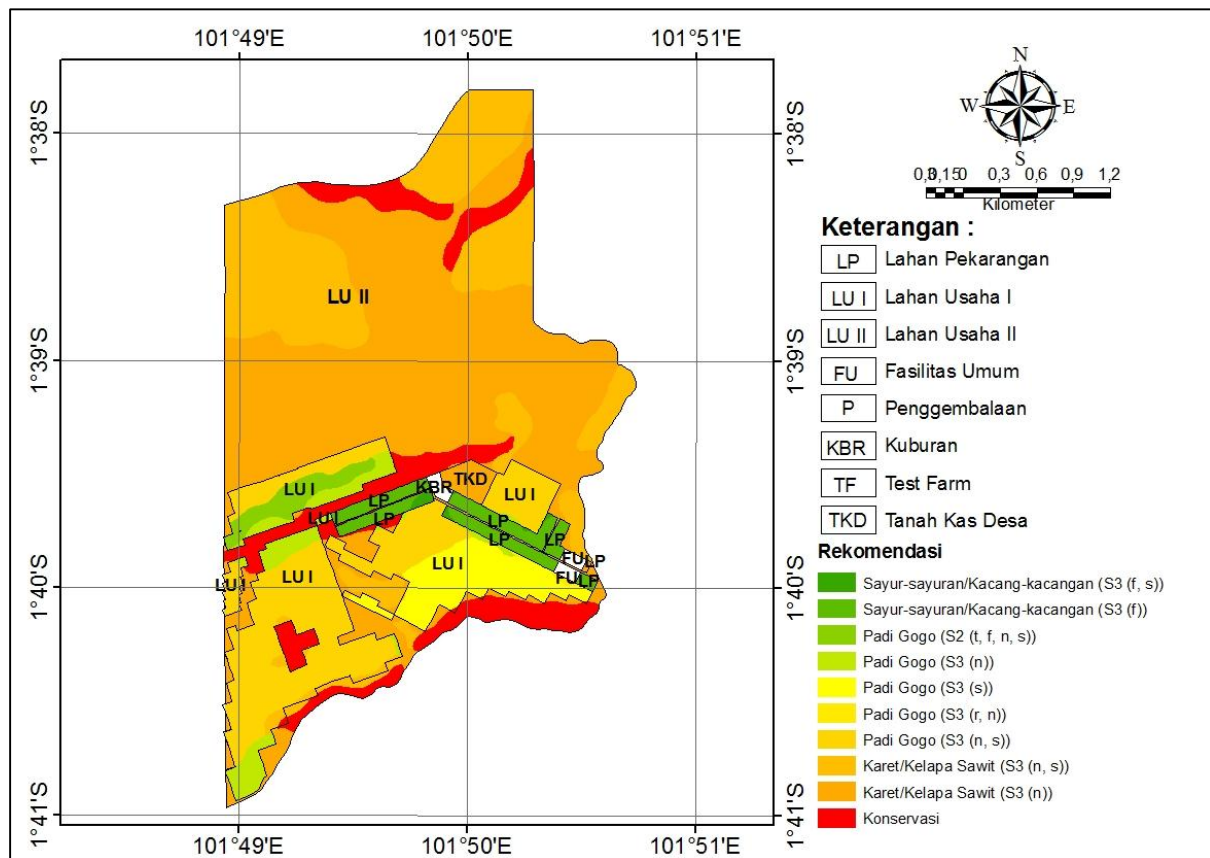 101°49'E 101°50'E 101°51'E
1°38'S 1°38'S
1°39'S 1°39'S
1°40'S 1°40'S
1°41'S 1°41'S
101°49'E 101°50'E 101°51'E
LU II
LU I
LU I
LP
LP
KBR
TKD
LU I
LP
LP
LP
LU I
LU I
LU I
FU
LP
FU
LP
N
W E
S
0 0,3 0,6 0,9 1,2
Kilometer
Keterangan :
LP Lahan Pekarangan
LU I Lahan Usaha I
LU II Lahan Usaha II
FU Fasilitas Umum
P Penggembalaan
KBR Kuburan
TF Test Farm
TKD Tanah Kas Desa
Rekomendasi
Sayur-sayuran/Kacang-kacangan (S3 (f, s))
Sayur-sayuran/Kacang-kacangan (S3 (f))
Padi Gogo (S2 (t, f, n, s))
Padi Gogo (S3 (n))
Padi Gogo (S3 (s))
Padi Gogo (S3 (r, n))
Padi Gogo (S3 (n, s))
Karet/Kelapa Sawit (S3 (n, s))
Karet/Kelapa Sawit (S3 (n))
Konservasi